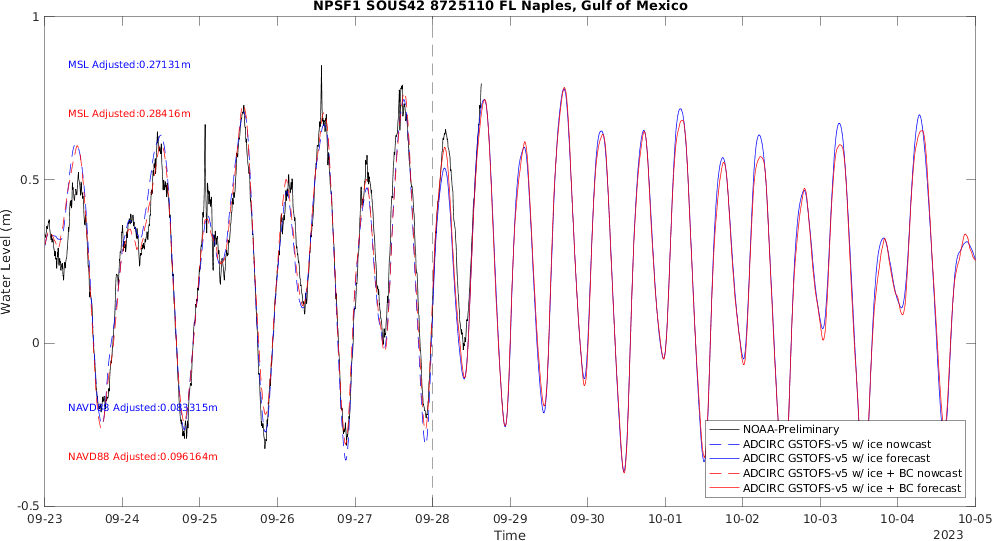 NPSF1 SOUS42 8725110 FL Naples, Gulf of Mexico
1
MSL Adjusted:0.27131m
MSL Adjusted:0.28416m
0.5
Water Level (m)
0
NAVD88 Adjusted:0.083315m
NAVD88 Adjusted:0.096164m
NOAA-Preliminary
ADCIRC GSTOFS-v5 w/ ice nowcast
ADCIRC GSTOFS-v5 w/ ice forecast
ADCIRC GSTOFS-v5 w/ ice + BC nowcast
ADCIRC GSTOFS-v5 w/ ice + BC forecast
-0.5
09-23 09-24 09-25 09-26 09-27 09-28 09-29 09-30 10-01 10-02 10-03 10-04 10-05
Time 2023